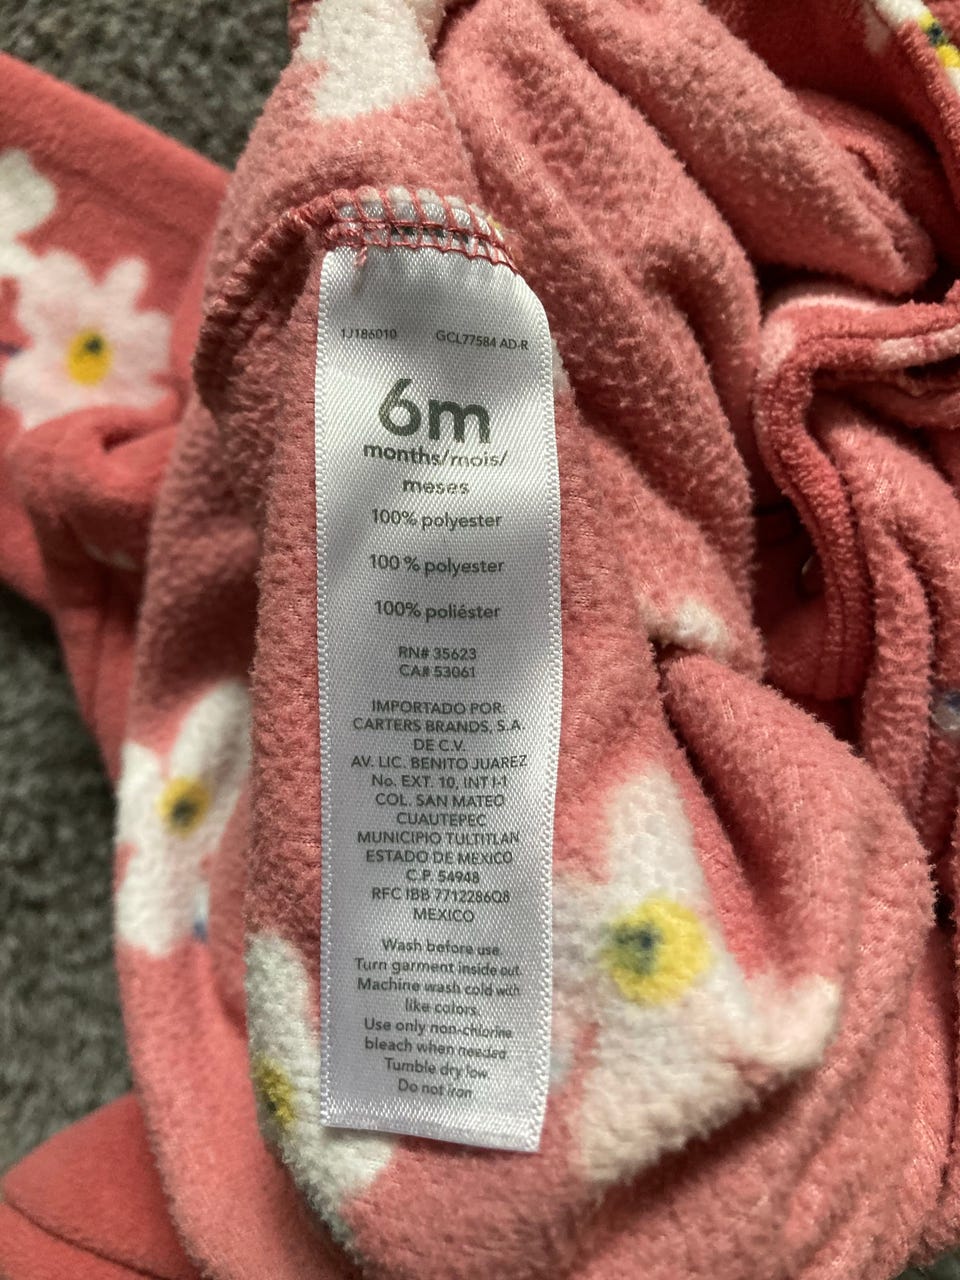 1J186010 GCL77584 AD-R
6m
months/mois/
meses
100% polyester
100% polyester
100% poliéster
RN# 35623
CA# 53061
IMPORTADO POR:
CARTERS BRANDS, S.A.
DE C.V.
AV. LIC. BENITO JUAREZ
No. EXT. 10, INT I-1
COL. SAN MATEO
CUAUTEPEC
MUNICIPIO TULTITLAN
ESTADO DE MEXICO
C.P. 54948
RFC IBB 7712286Q8
MEXICO
Wash before use.
Turn garment inside out.
Machine wash cold with
like colors.
Use only non-chlorine
bleach when needed.
Tumble dry low.
Do not iron.